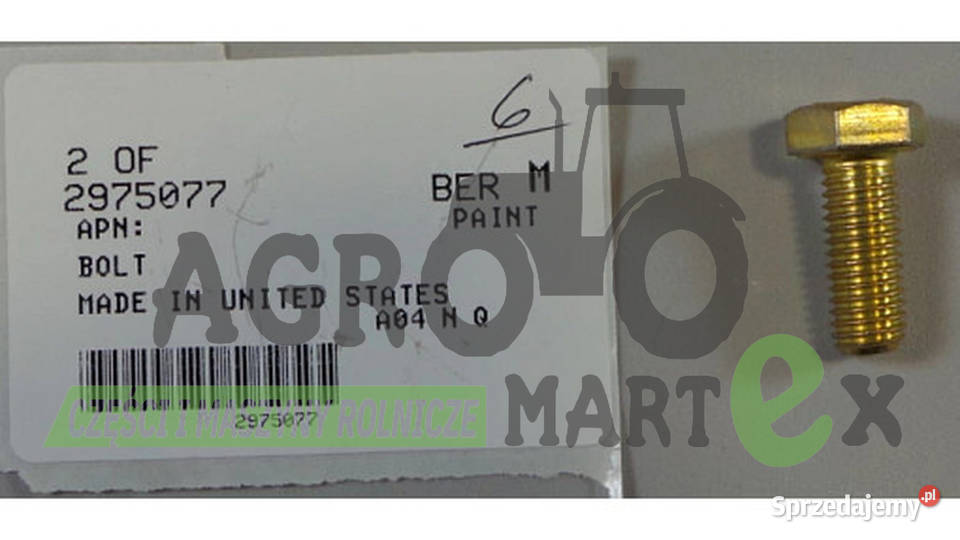 6
2 OF
2975077
BER M
PAINT
APN:
BOLT
MADE IN UNITED STATES
A04 N Q
2975077
AGRO
MARTeX
CZĘŚCI I MASZYNY ROLNICZE
Sprzedajemy.pl